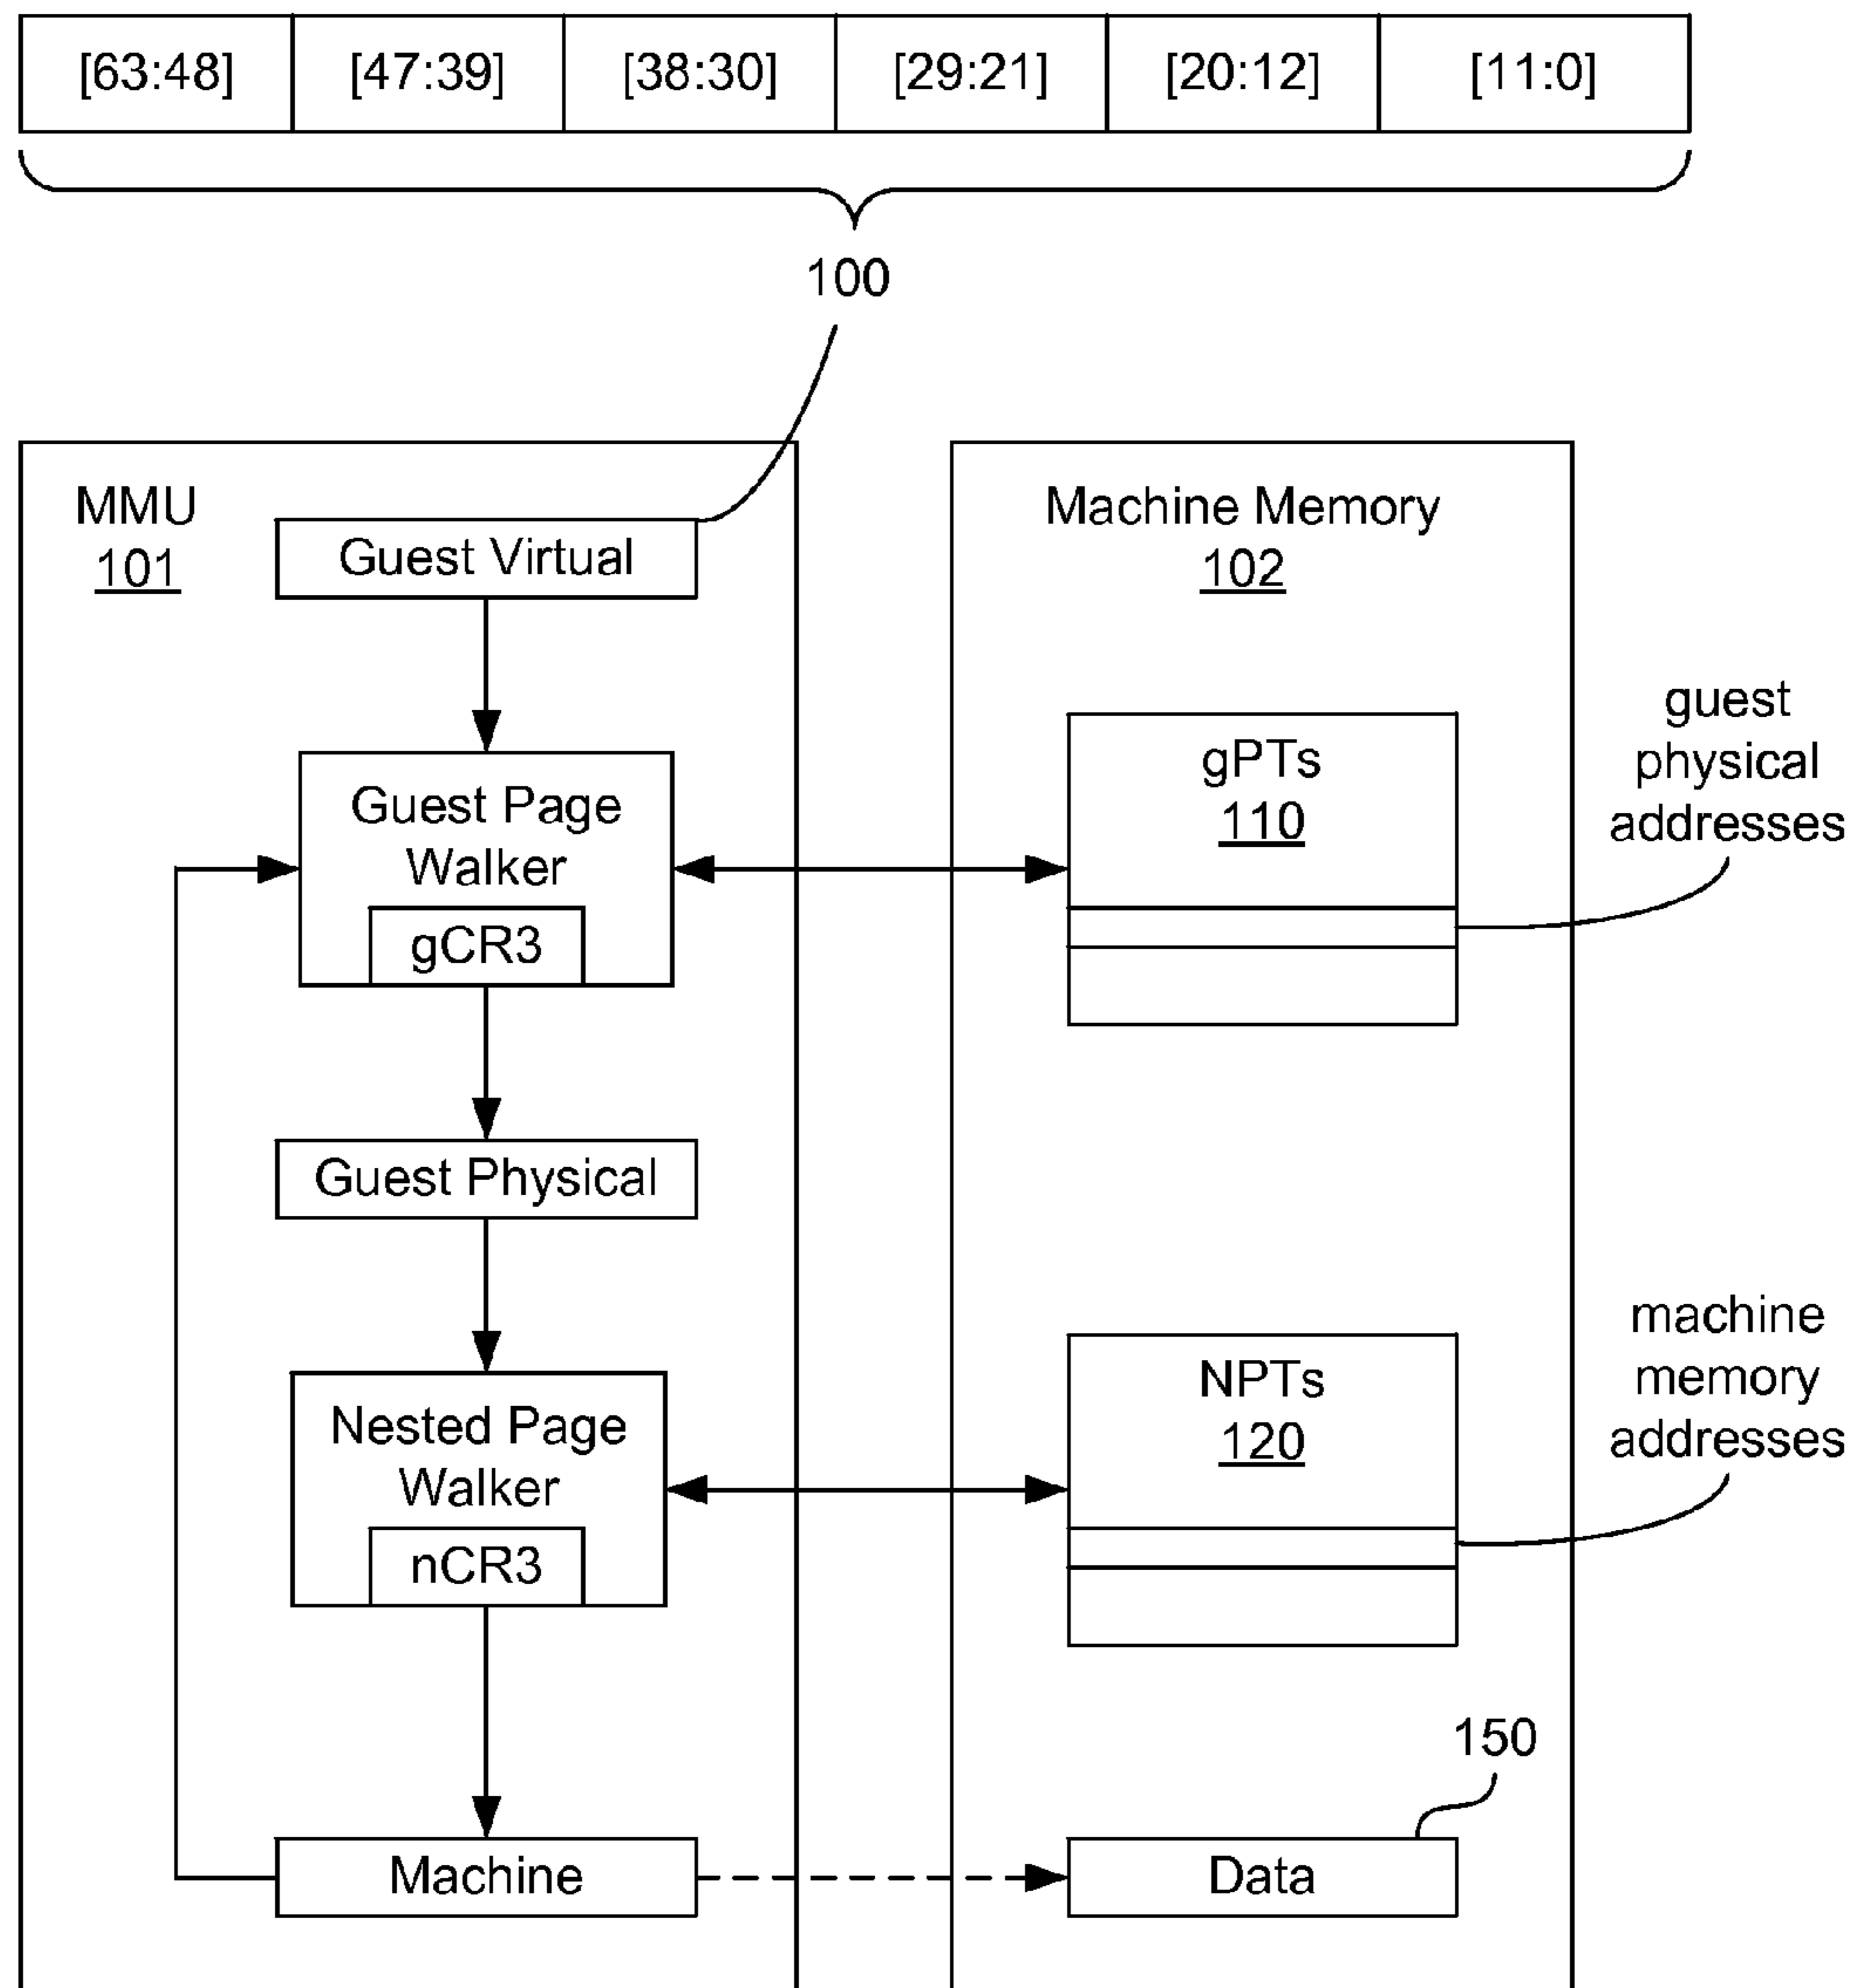 [63:48] [47:39] [38:30] [29:21] [20:12] [11:0]
100
MMU
101
Guest Virtual
Machine Memory
102
Guest Page
Walker
gCR3
gPTs
110
guest
physical
addresses
Guest Physical
Nested Page
Walker
nCR3
NPTs
120
machine
memory
addresses
150
Machine
Data